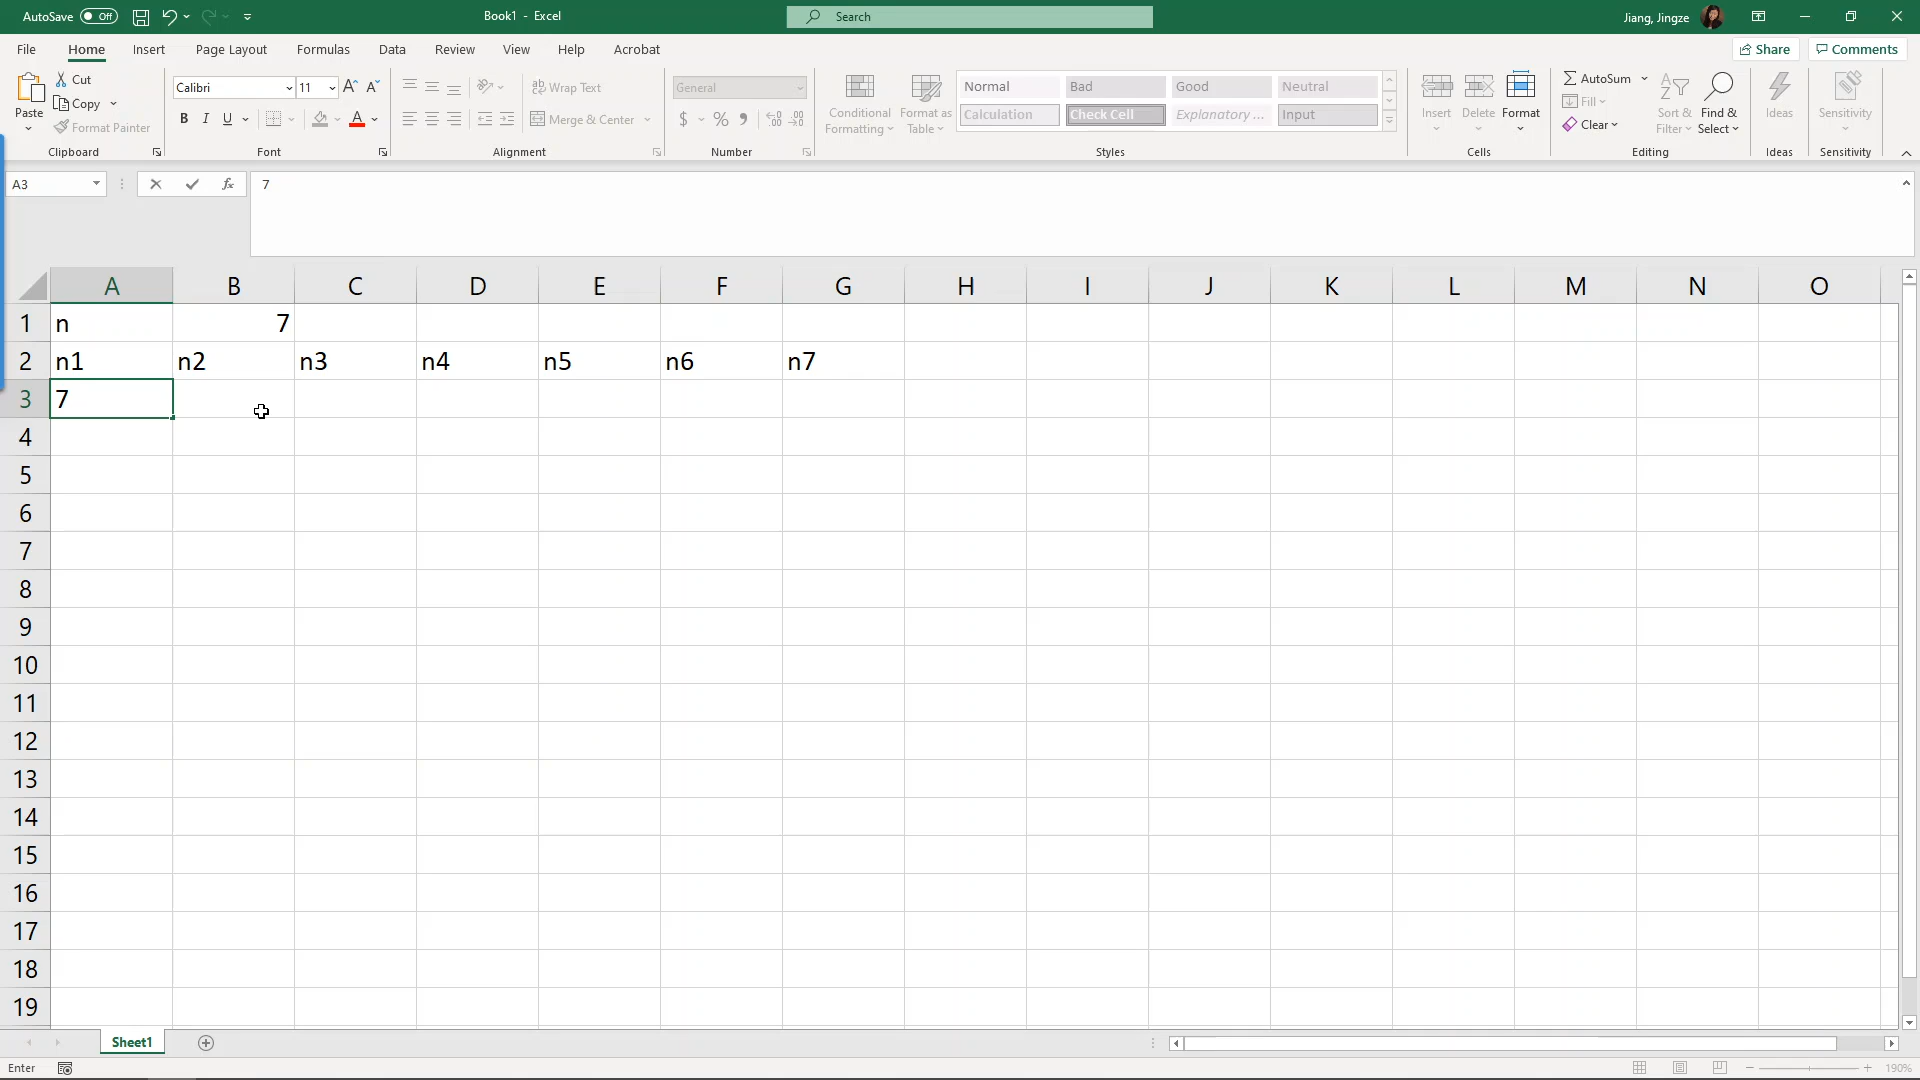 AutoSave Off
Book1 - Excel
Search
Jiang, Jingze
File Home Insert Page Layout Formulas Data Review View Help Acrobat
Share Comments
Paste
Cut
Copy
Format Painter
Clipboard
Calibri 11
B I U A
Font
Wrap Text
Merge & Center
Alignment
General
$ % 9
Number
Conditional Formatting
Format as Table
Normal Bad Good Neutral
Calculation Check Cell Explanatory ... Input
Styles
Insert Delete Format
Cells
AutoSum
Fill
Clear
Sort & Filter
Find & Select
Editing
Ideas
Ideas
Sensitivity
Sensitivity
A3 fx 7
A B C D E F G H I J K L M N O
1 n 7
2 n1 n2 n3 n4 n5 n6 n7
3 7
4
5
6
7
8
9
10
11
12
13
14
15
16
17
18
19
Sheet1
Enter
190%